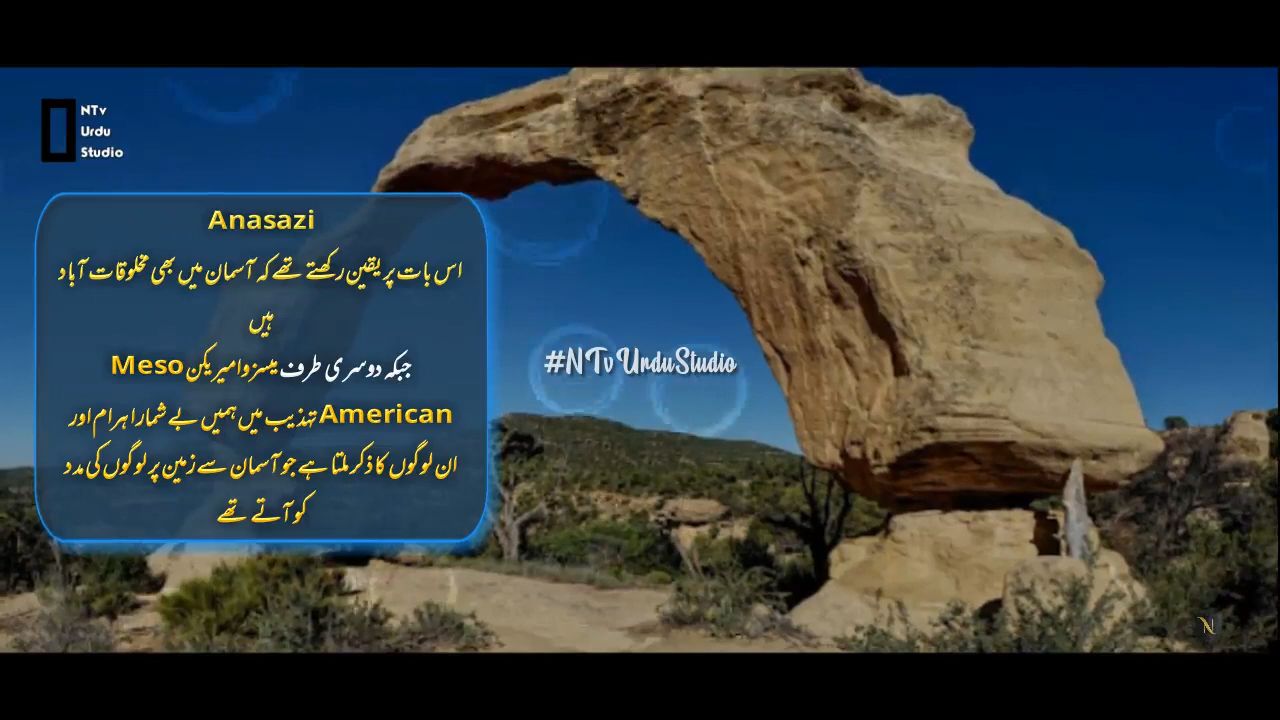 NTv
Urdu
Studio
Anasazi
اس بات پر یقین رکھتے تھے کہ آسمان میں بھی مخلوقات آباد
ہیں
جبکہ دوسری طرف میسزوامیریکن Meso
American تہذیب میں ہمیں بے شمار اہرام اور
ان لوگوں کا ذکر ملتا ہے جو آسمان سے زمین پر لوگوں کی مدد
کو آتے تھے
#NTvUrduStudio
N